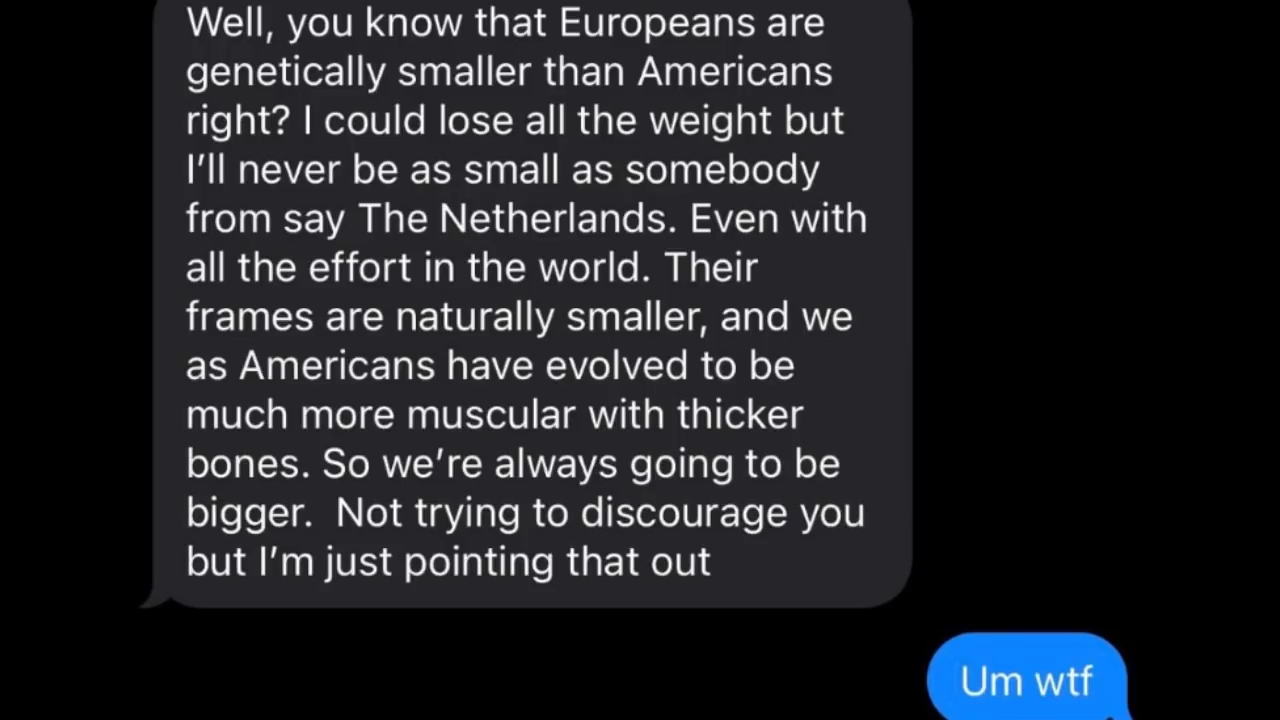 Well, you know that Europeans are
genetically smaller than Americans
right? I could lose all the weight but
I'll never be as small as somebody
from say The Netherlands. Even with
all the effort in the world. Their
frames are naturally smaller, and we
as Americans have evolved to be
much more muscular with thicker
bones. So we're always going to be
bigger.  Not trying to discourage you
but I'm just pointing that out
Um wtf